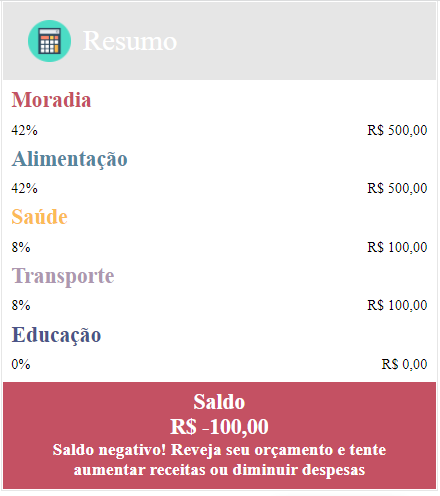 Resumo
Moradia
42% R$ 500,00
Alimentação
42% R$ 500,00
Saúde
8% R$ 100,00
Transporte
8% R$ 100,00
Educação
0% R$ 0,00
Saldo
R$ -100,00
Saldo negativo! Reveja seu orçamento e tente
aumentar receitas ou diminuir despesas